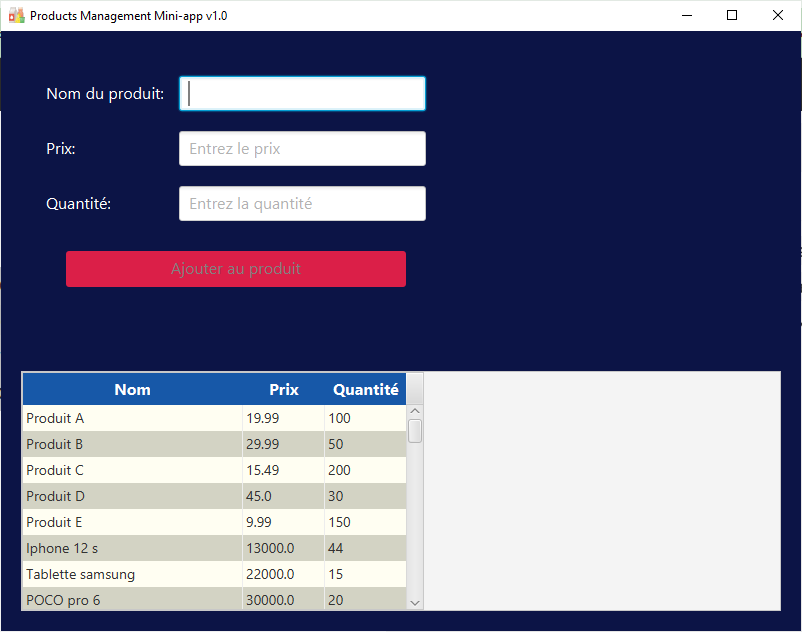 Products Management Mini-app v1.0
Nom du produit:
Prix: Entrez le prix
Quantité: Entrez la quantité
Ajouter au produit
Nom Prix Quantité
Produit A 19.99 100
Produit B 29.99 50
Produit C 15.49 200
Produit D 45.0 30
Produit E 9.99 150
Iphone 12 s 13000.0 44
Tablette samsung 22000.0 15
POCO pro 6 30000.0 20